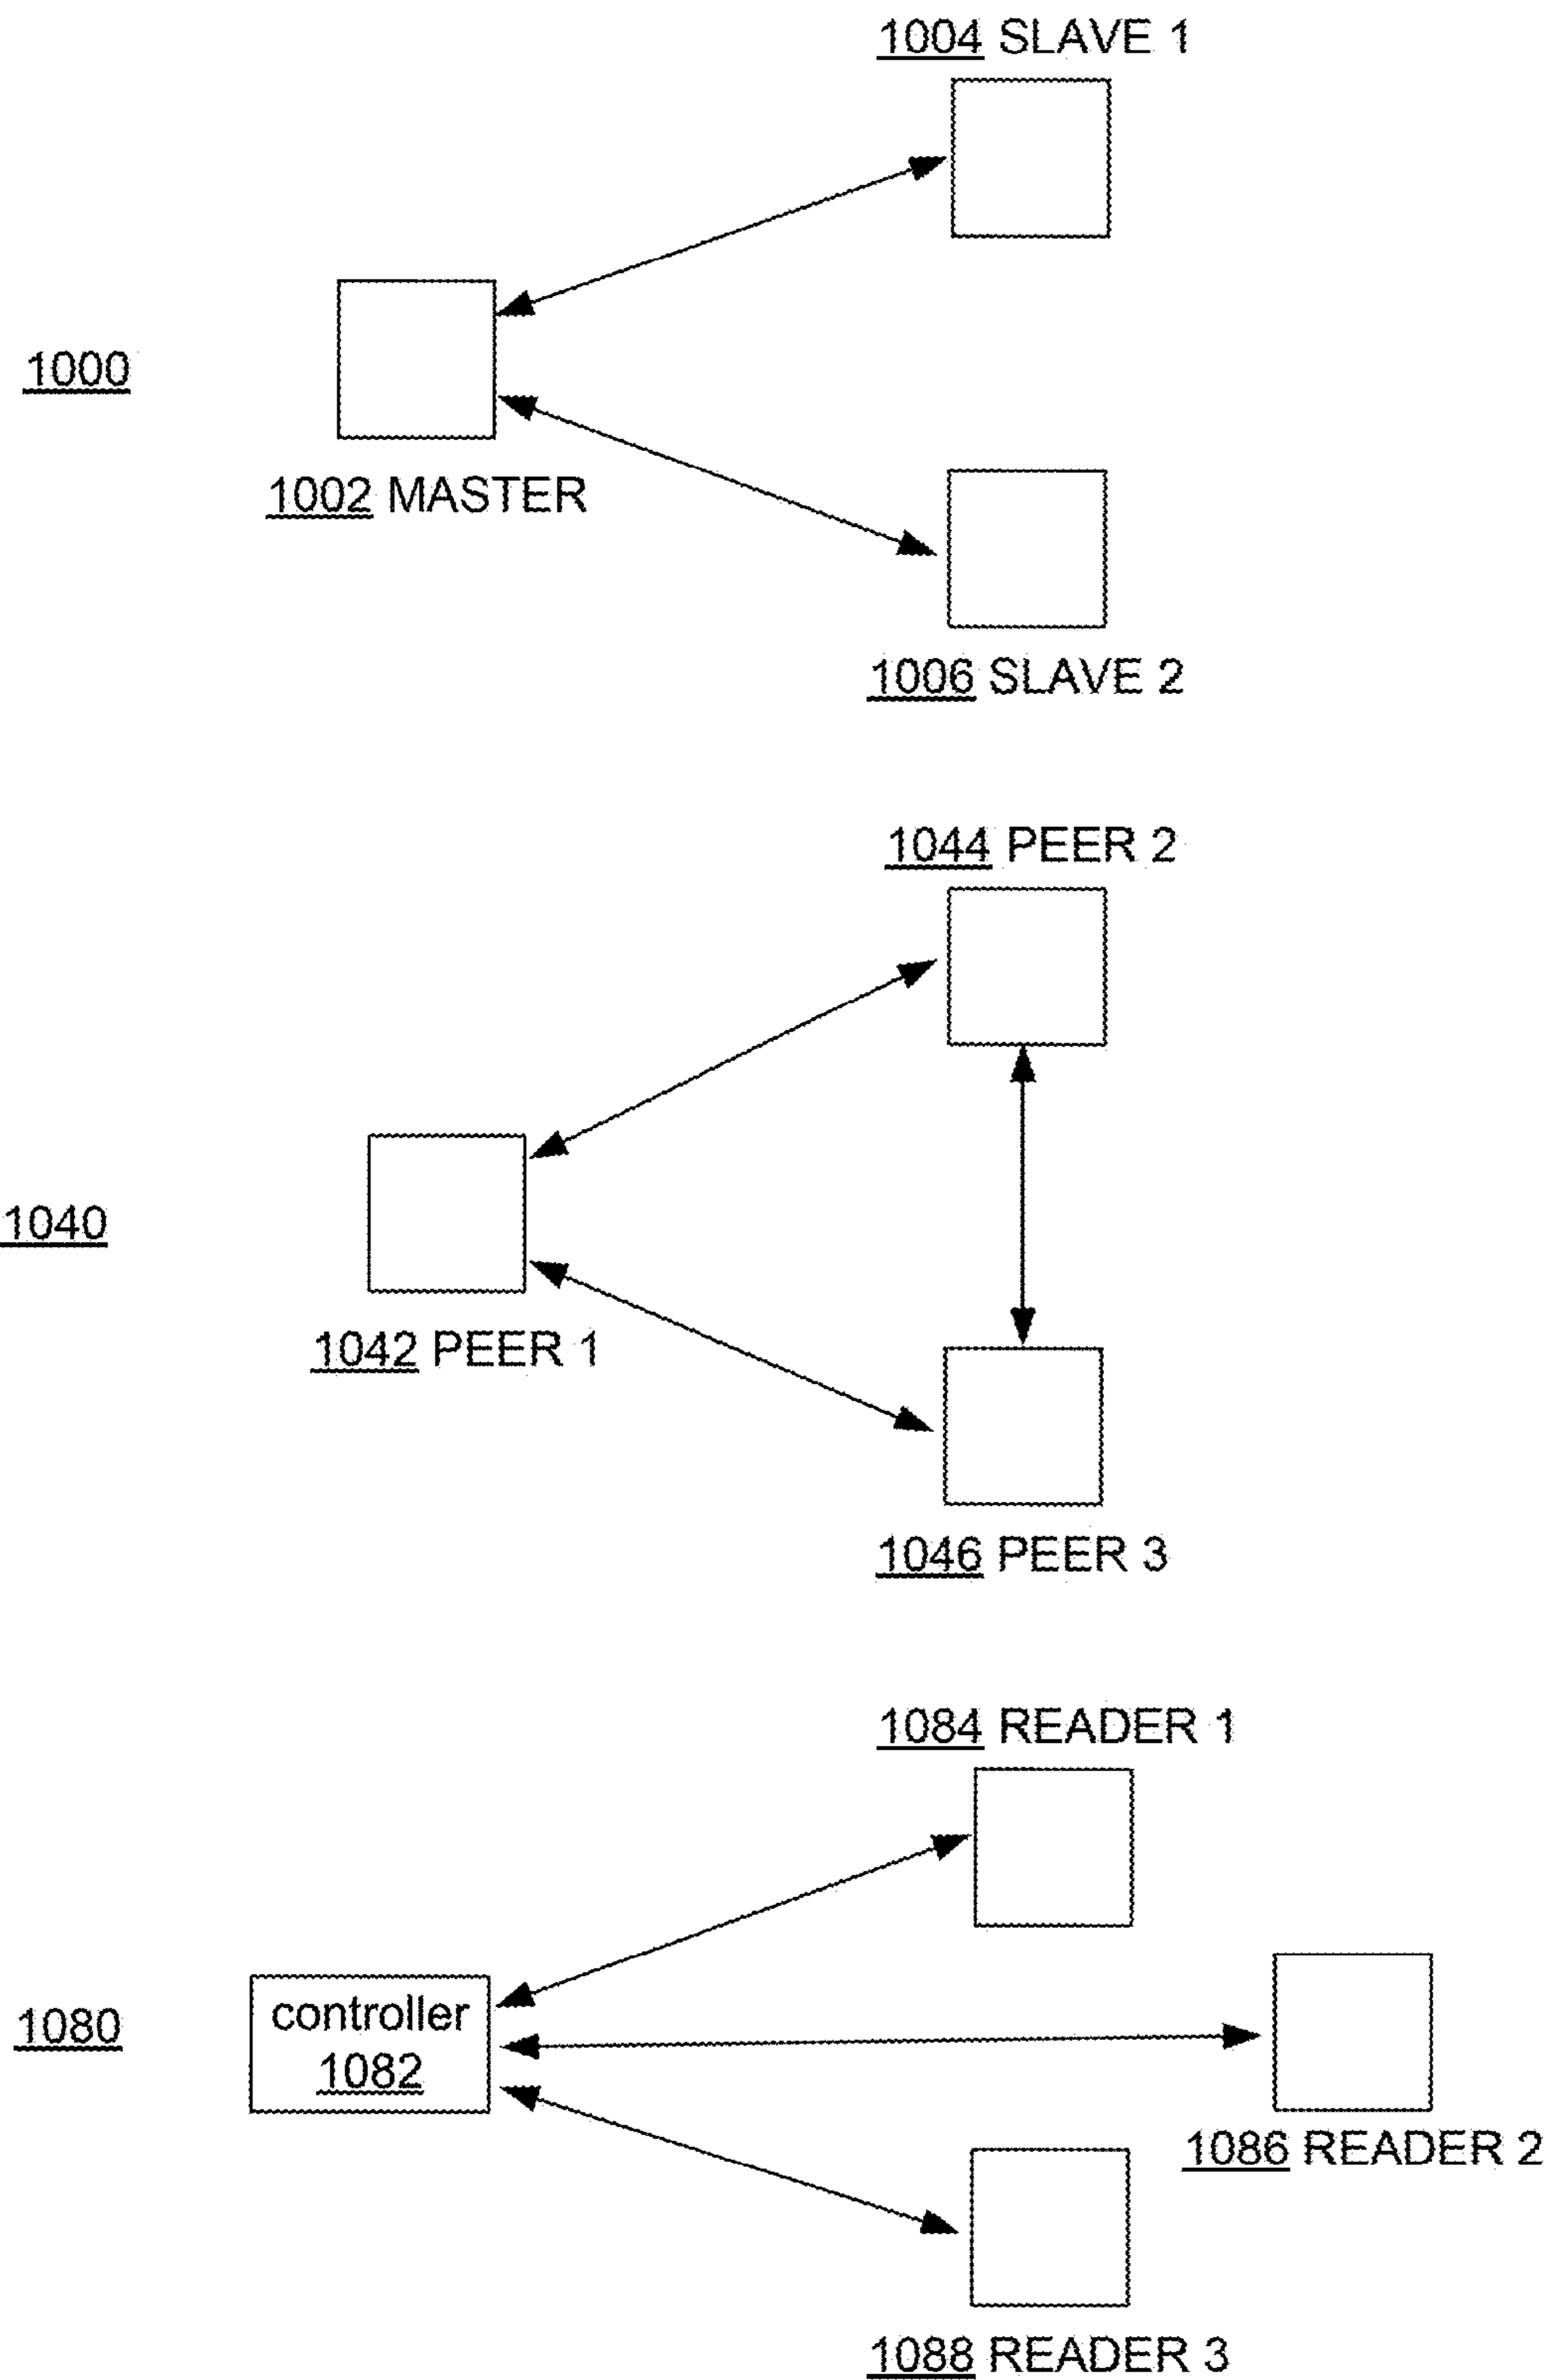 1004 SLAVE 1
1000
1002 MASTER
1006 SLAVE 2
1044 PEER 2
1040
1042 PEER 1
1046 PEER 3
1084 READER 1
1080
controller
1082
1086 READER 2
1088 READER 3